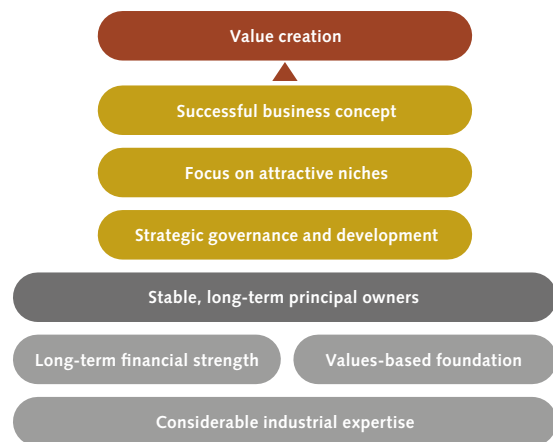 Value creation
Successful business concept
Focus on attractive niches
Strategic governance and development
Stable, long-term principal owners
Long-term financial strength
Values-based foundation
Considerable industrial expertise